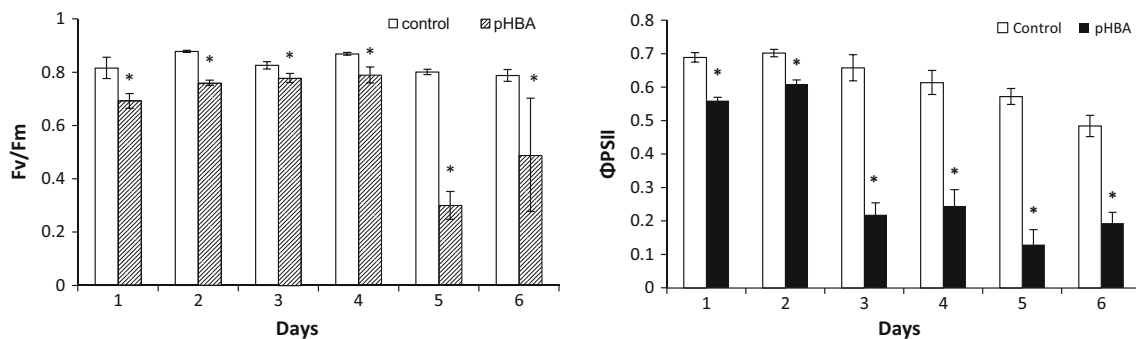 control pHBA
1
0.8
0.6
0.4
0.2
0
Fv/Fm
* * * * * *
1 2 3 4 5 6
Days
Control pHBA
0.8
0.7
0.6
0.5
0.4
0.3
0.2
0.1
0
ΦPSII
* * * * * *
1 2 3 4 5 6
Days